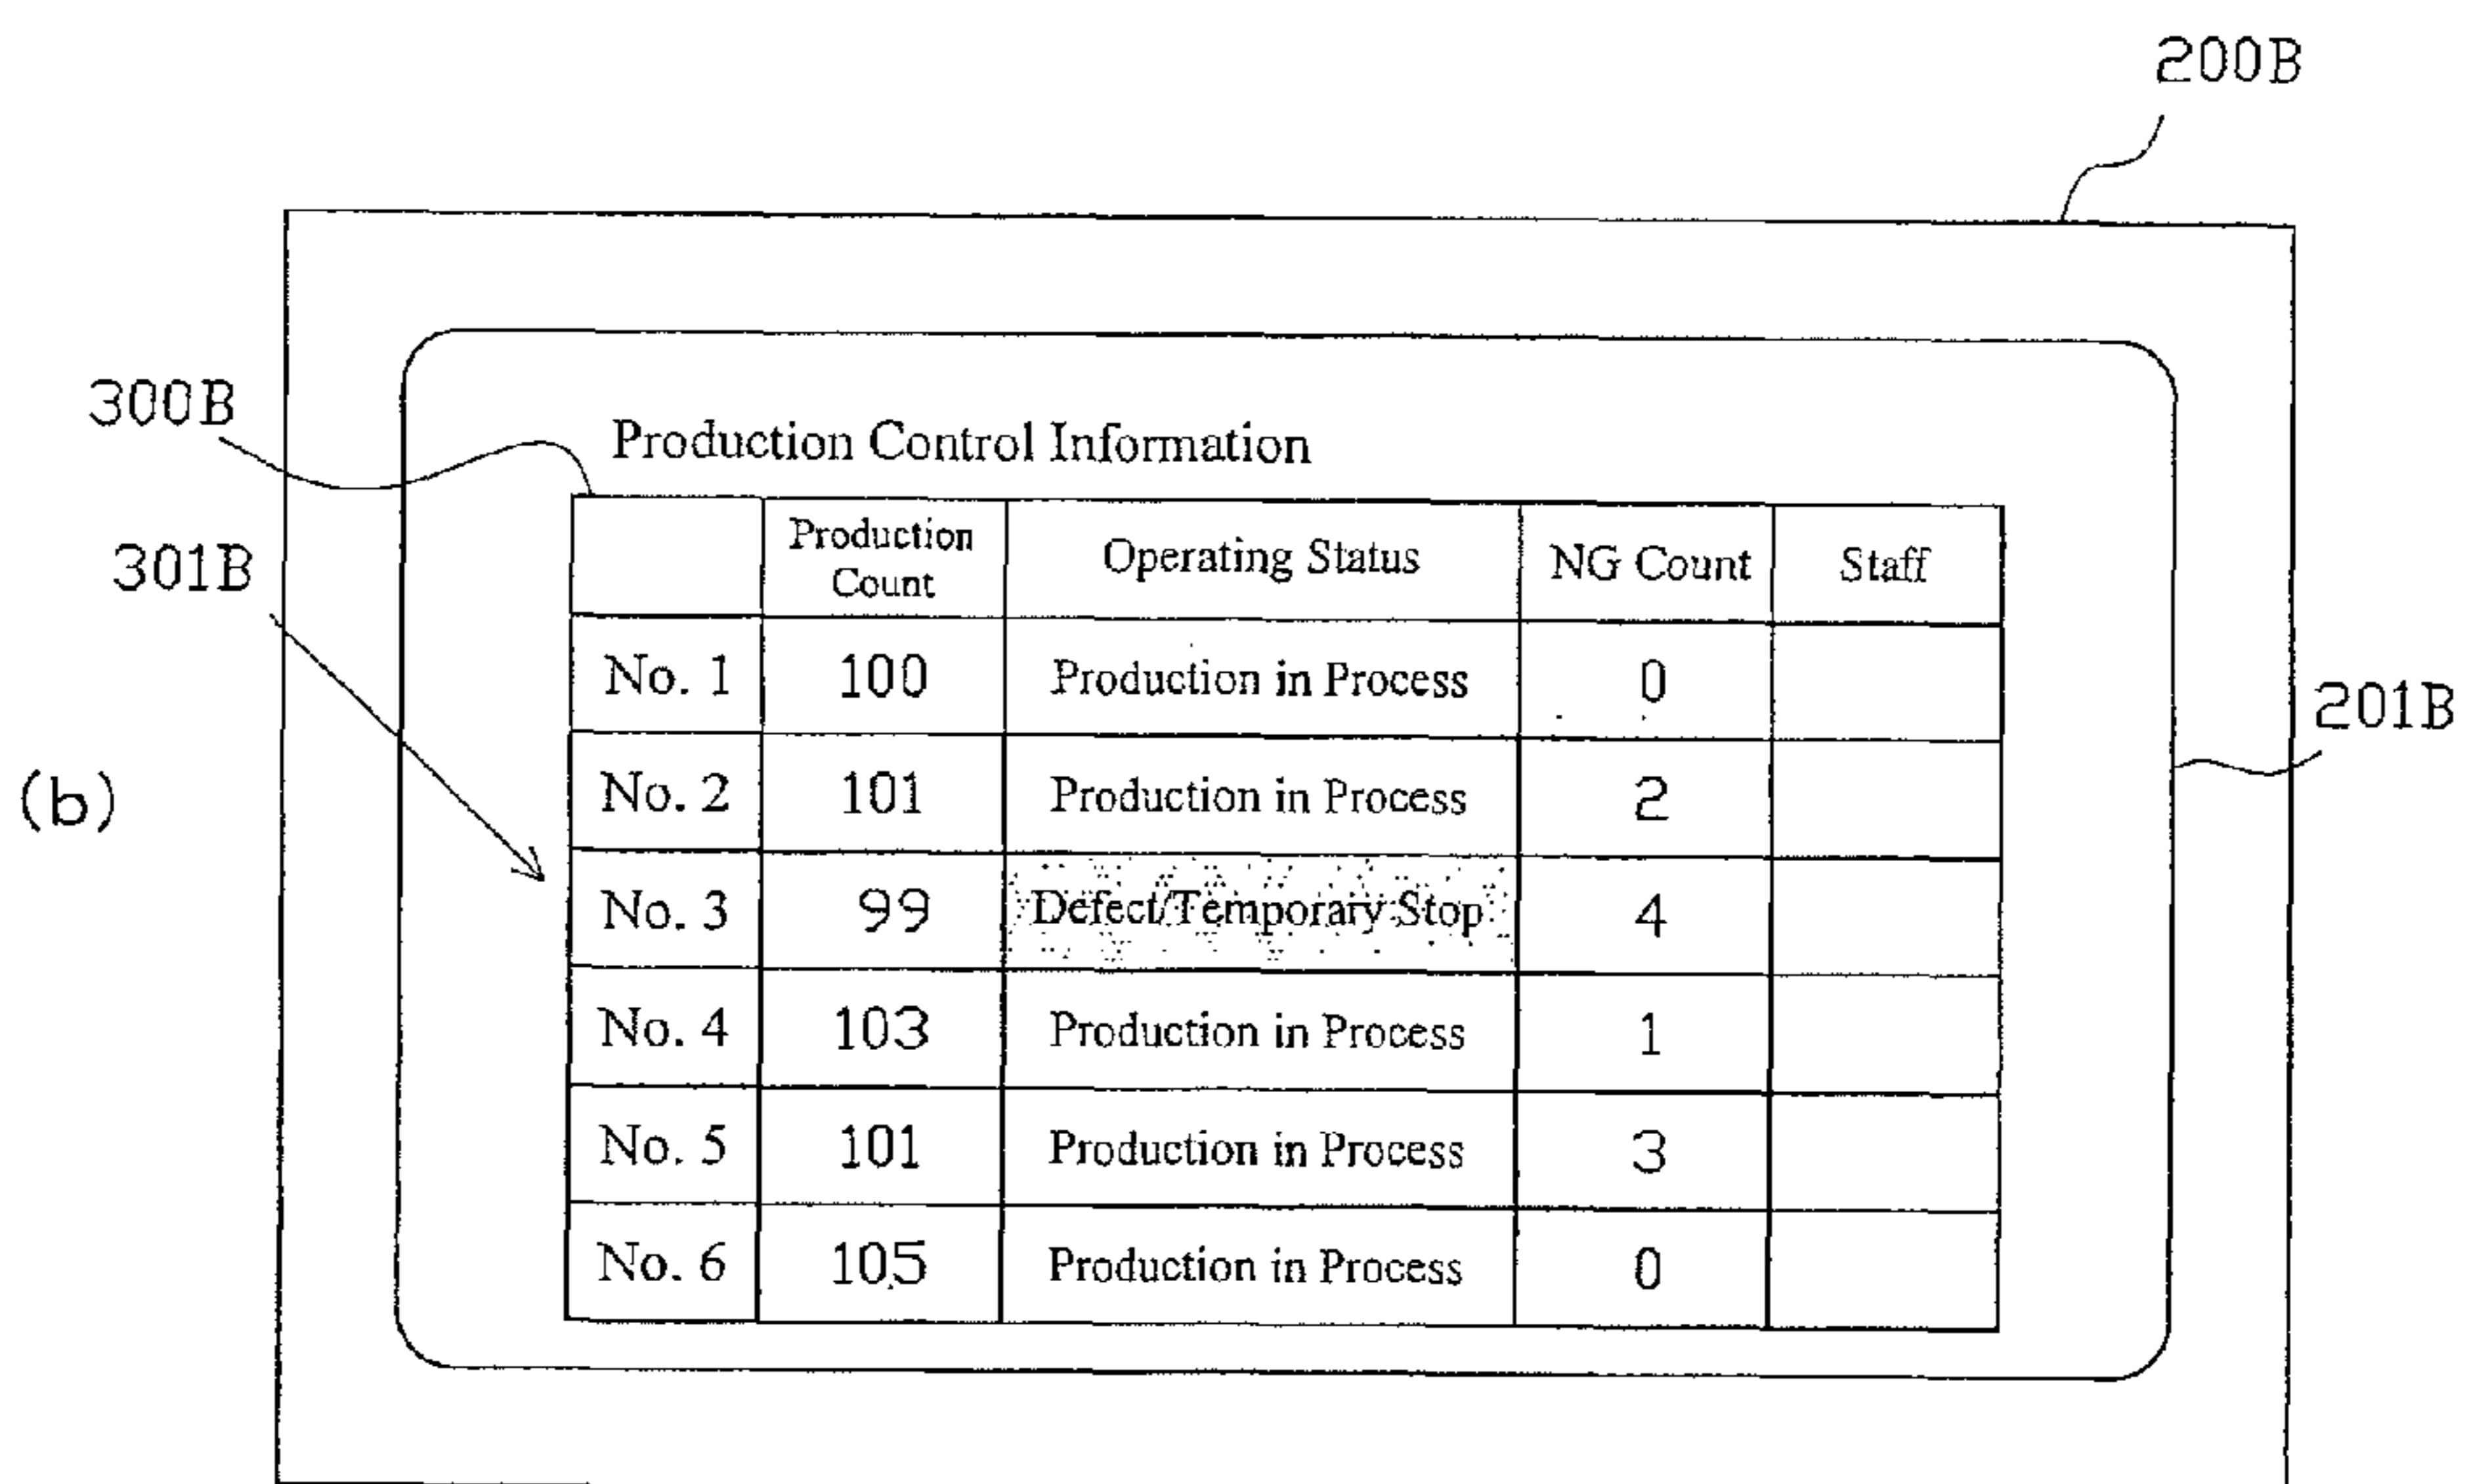 200B
300B
Production Control Information
301B
Production Count Operating Status NG Count Staff
No. 1 100 Production in Process 0
201B
No. 2 101 Production in Process 2
(b)
No. 3 99 Defect/Temporary Stop 4
No. 4 103 Production in Process 1
No. 5 101 Production in Process 3
No. 6 105 Production in Process 0